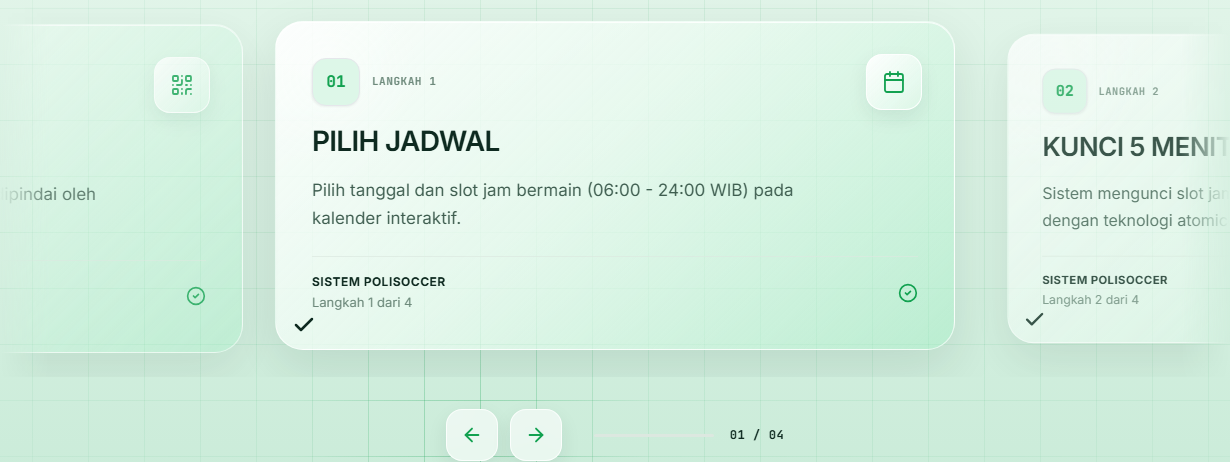 ipindai oleh
01
LANGKAH 1
PILIH JADWAL
Pilih tanggal dan slot jam bermain (06:00 - 24:00 WIB) pada
kalender interaktif.
SISTEM POLISOCCER
Langkah 1 dari 4
02
LANGKAH 2
KUNCI 5 MENIT
Sistem mengunci slot jam
dengan teknologi atomic
SISTEM POLISOCCER
Langkah 2 dari 4
01 / 04